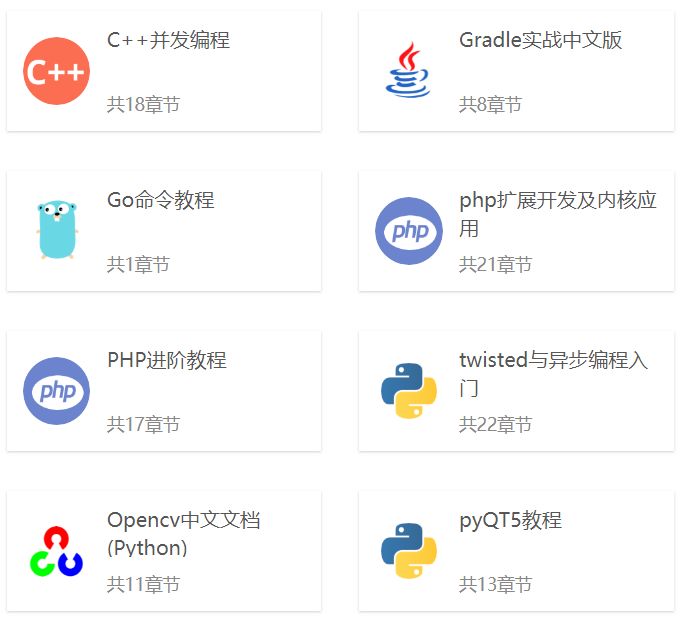 C++并发编程
C++
共18章节
Gradle实战中文版
共8章节
Go命令教程
共1章节
php扩展开发及内核应
用
php
共21章节
PHP进阶教程
php
共17章节
twisted与异步编程入
门
共22章节
Opencv中文文档
(Python)
共11章节
pyQT5教程
共13章节